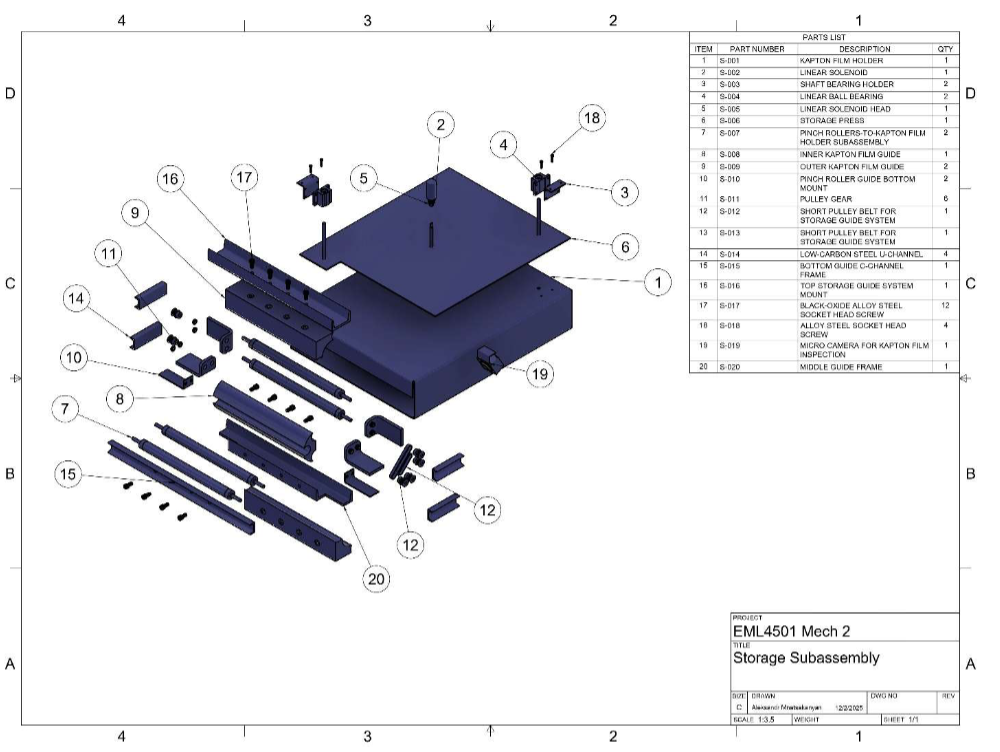 4 3 2 1
PARTS LIST
ITEM PART NUMBER DESCRIPTION QTY
1 S-001 KAPTON FILM HOLDER 1
2 S-002 LINEAR SOLENOID 1
3 S-003 SHAFT BEARING HOLDER 2
4 S-004 LINEAR BALL BEARING 2
5 S-005 LINEAR SOLENOID HEAD 1
6 S-006 STORAGE PRESS 1
7 S-007 PINCH ROLLERS-TO-KAPTON FILM 2
HOLDER SUBASSEMBLY
8 S-008 INNER KAPTON FILM GUIDE 1
9 S-009 OUTER KAPTON FILM GUIDE 2
10 S-010 PINCH ROLLER GUIDE BOTTOM 2
MOUNT
11 S-011 PULLEY GEAR 6
12 S-012 SHORT PULLEY BELT FOR 1
STORAGE GUIDE SYSTEM
13 S-013 SHORT PULLEY BELT FOR 1
STORAGE GUIDE SYSTEM
14 S-014 LOW-CARBON STEEL U-CHANNEL 4
15 S-015 BOTTOM GUIDE C-CHANNEL 1
FRAME
16 S-016 TOP STORAGE GUIDE SYSTEM 1
MOUNT
17 S-017 BLACK-OXIDE ALLOY STEEL 12
SOCKET HEAD SCREW
18 S-018 ALLOY STEEL SOCKET HEAD 4
SCREW
19 S-019 MICRO CAMERA FOR KAPTON FILM 1
INSPECTION
20 S-020 MIDDLE GUIDE FRAME 1
D D
18
2
4
5
3
16
17
9
6
11
1
C C
14
10
19
8
7
15
B B
12
12
20
A A
PROJECT
EML4501 Mech 2
TITLE
Storage Subassembly
SIZE DRAWN DWG NO REV
C Aleksandr Mnatsakanyan 12/2/2025
SCALE 1:3.5 WEIGHT SHEET 1/1
4 3 2 1